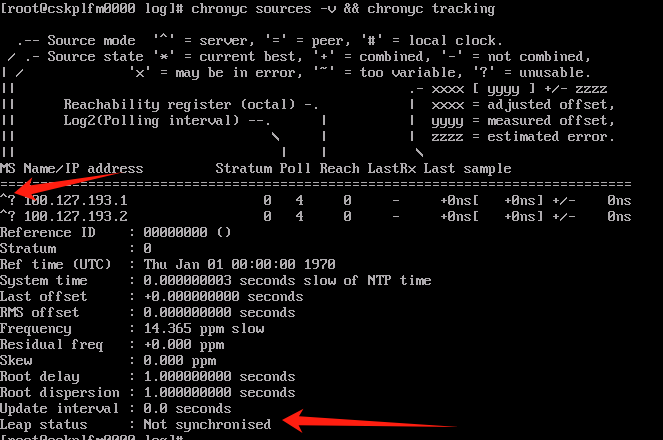 [root@cskplfm0000 log]# chronyc sources -v && chronyc tracking
.-- Source mode '^' = server, '=' = peer, '#' = local clock.
/ .- Source state '*' = current best, '+' = combined, '-' = not combined,
| / 'x' = may be in error, '~' = too variable, '?' = unusable.
|| .- xxxx [ yyyy ] +/- zzzz
|| Reachability register (octal) -. | xxxx = adjusted offset,
|| Log2(Polling interval) --. | | yyyy = measured offset,
|| \ | | zzzz = estimated error.
|| | | \
MS Name/IP address Stratum Poll Reach LastRx Last sample
===============================================================================
^? 100.127.193.1 0 4 0 - +0ns[ +0ns] +/- 0ns
^? 100.127.193.2 0 4 0 - +0ns[ +0ns] +/- 0ns
Reference ID : 00000000 ()
Stratum : 0
Ref time (UTC) : Thu Jan 01 00:00:00 1970
System time : 0.000000003 seconds slow of NTP time
Last offset : +0.000000000 seconds
RMS offset : 0.000000000 seconds
Frequency : 14.365 ppm slow
Residual freq : +0.000 ppm
Skew : 0.000 ppm
Root delay : 1.000000000 seconds
Root dispersion : 1.000000000 seconds
Update interval : 0.0 seconds
Leap status : Not synchronised
[root@cskplfm0000 log]#